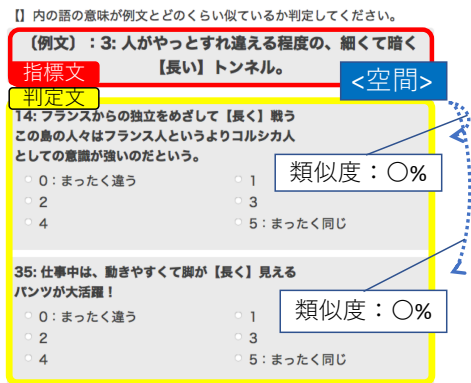 【】内の語の意味が例文とどのくらい似ているか判定してください。
〔例文〕：3: 人がやっとすれ違える程度の、細くて暗く
【長い】トンネル。
指標文
<空間>
判定文
14: フランスからの独立をめざして【長く】戦う
この島の人々はフランス人というよりコルシカ人
としての意識が強いのだという。
0：まったく違う
1
2
3
4
5：まったく同じ
類似度：〇%
35: 仕事中は、動きやすくて脚が【長く】見える
パンツが大活躍！
0：まったく違う
1
2
3
4
5：まったく同じ
類似度：〇%